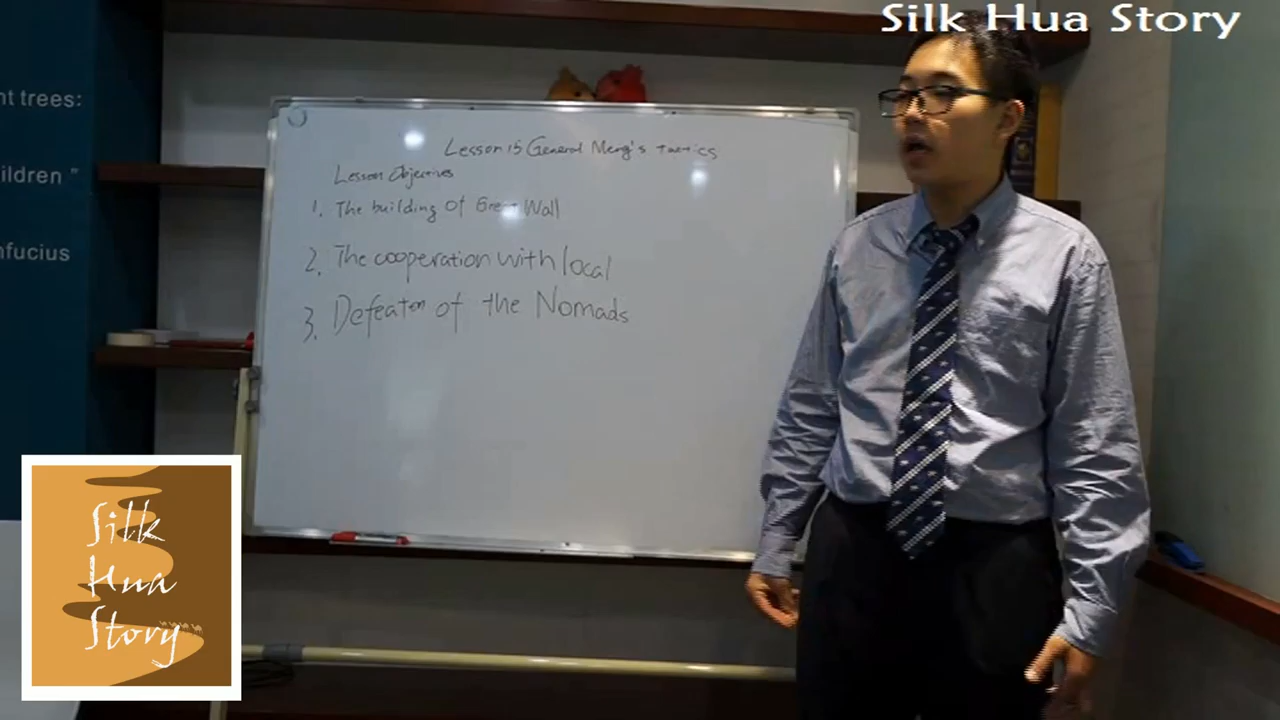 Silk Hua Story
nt trees:
ildren "
nfucius
Lesson 15 General Meng's Tactics
Lesson Objectives
1. The building of Great Wall
2. The cooperation with local
3. Defeaton of the Nomads
Silk
Hua
Story